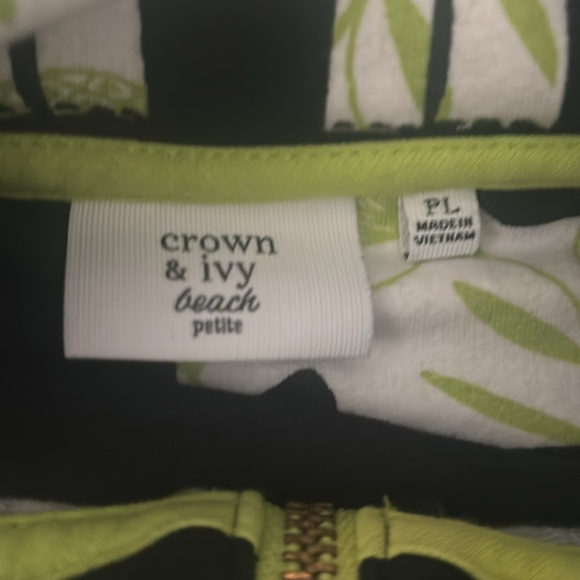 crown
& ivy
beach
petite
PL
MADE IN
VIETNAM